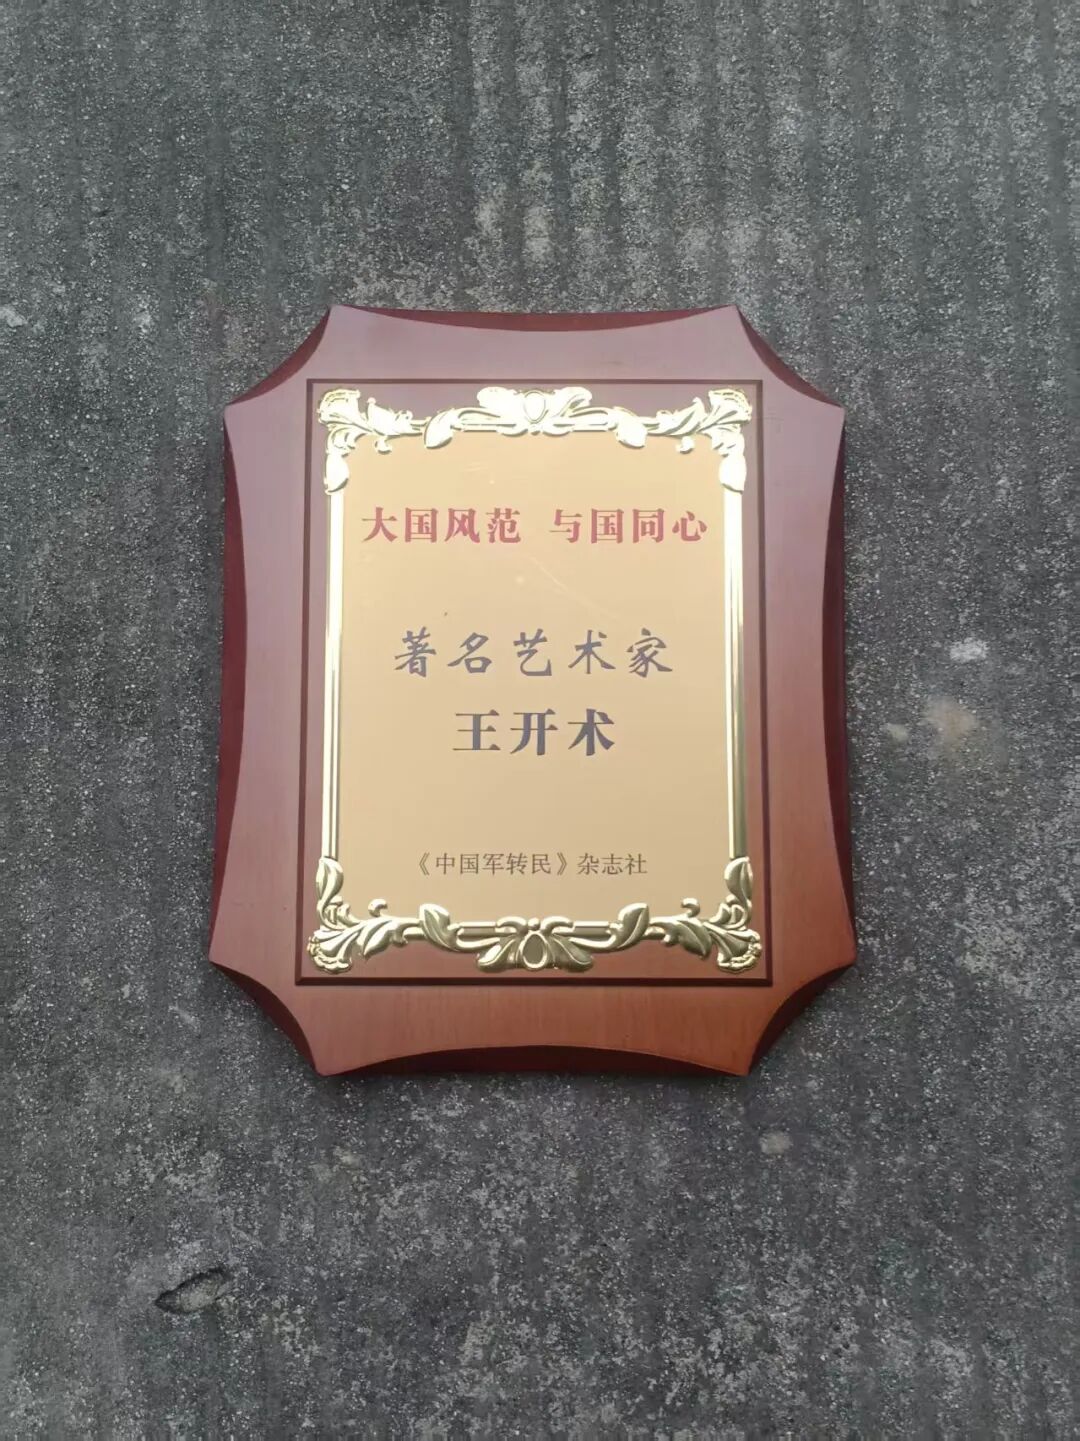 大国风范 与国同心
著名艺术家
王开术
《中国军转民》杂志社